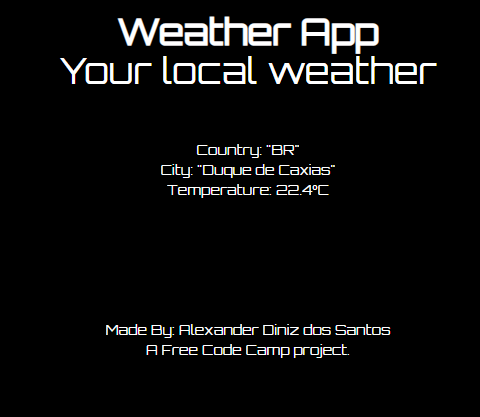 Weather App
Your local weather
Country: "BR"
City: "Duque de Caxias"
Temperature: 22.4°C
Made By: Alexander Diniz dos Santos
A Free Code Camp project.